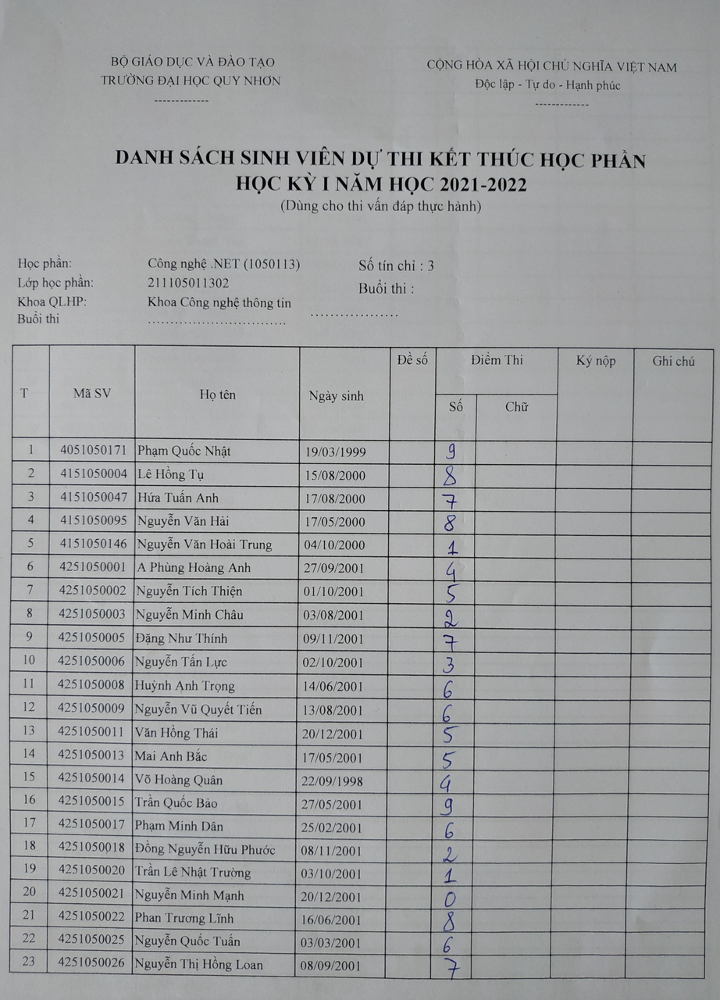 BỘ GIÁO DỤC VÀ ĐÀO TẠO
TRƯỜNG ĐẠI HỌC QUY NHƠN
-------------
CỘNG HÒA XÃ HỘI CHỦ NGHĨA VIỆT NAM
Độc lập - Tự do - Hạnh phúc
-------------
DANH SÁCH SINH VIÊN DỰ THI KẾT THÚC HỌC PHẦN
HỌC KỲ I NĂM HỌC 2021-2022
(Dùng cho thi vấn đáp thực hành)
Học phần: Công nghệ .NET (1050113) Số tín chỉ : 3
Lớp học phần: 211105011302 Buổi thi :
Khoa QLHP: Khoa Công nghệ thông tin
Buổi thi .............................. ...................
T Mã SV Họ tên Ngày sinh Đề số Điểm Thi Ký nộp Ghi chú
Số Chữ
1 4051050171 Phạm Quốc Nhật 19/03/1999 9
2 4151050004 Lê Hồng Tụ 15/08/2000 8
3 4151050047 Hứa Tuấn Anh 17/08/2000 7
4 4151050095 Nguyễn Văn Hải 17/05/2000 8
5 4151050146 Nguyễn Văn Hoài Trung 04/10/2000 1
6 4251050001 A Phùng Hoàng Anh 27/09/2001 4
7 4251050002 Nguyễn Tích Thiện 01/10/2001 5
8 4251050003 Nguyễn Minh Châu 03/08/2001 2
9 4251050005 Đặng Như Thính 09/11/2001 7
10 4251050006 Nguyễn Tấn Lực 02/10/2001 3
11 4251050008 Huỳnh Anh Trọng 14/06/2001 6
12 4251050009 Nguyễn Vũ Quyết Tiến 13/08/2001 6
13 4251050011 Văn Hồng Thái 20/12/2001 5
14 4251050013 Mai Anh Bắc 17/05/2001 5
15 4251050014 Võ Hoàng Quân 22/09/1998 4
16 4251050015 Trần Quốc Bảo 27/05/2001 9
17 4251050017 Phạm Minh Dân 25/02/2001 6
18 4251050018 Đồng Nguyễn Hữu Phước 08/11/2001 2
19 4251050020 Trần Lê Nhật Trường 03/10/2001 1
20 4251050021 Nguyễn Minh Mạnh 20/12/2001 0
21 4251050022 Phan Trương Lĩnh 16/06/2001 8
22 4251050025 Nguyễn Quốc Tuấn 03/03/2001 6
23 4251050026 Nguyễn Thị Hồng Loan 08/09/2001 7